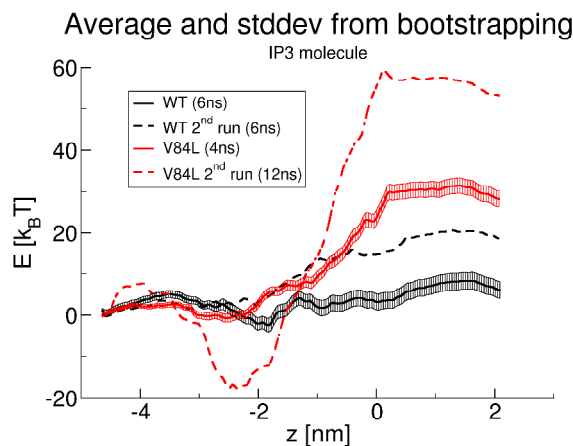 Average and stddev from bootstrapping
IP3 molecule
60
40
20
0
-20
E [k_BT]
WT (6ns)
WT 2nd run (6ns)
V84L (4ns)
V84L 2nd run (12ns)
-4
-2
0
2
z [nm]